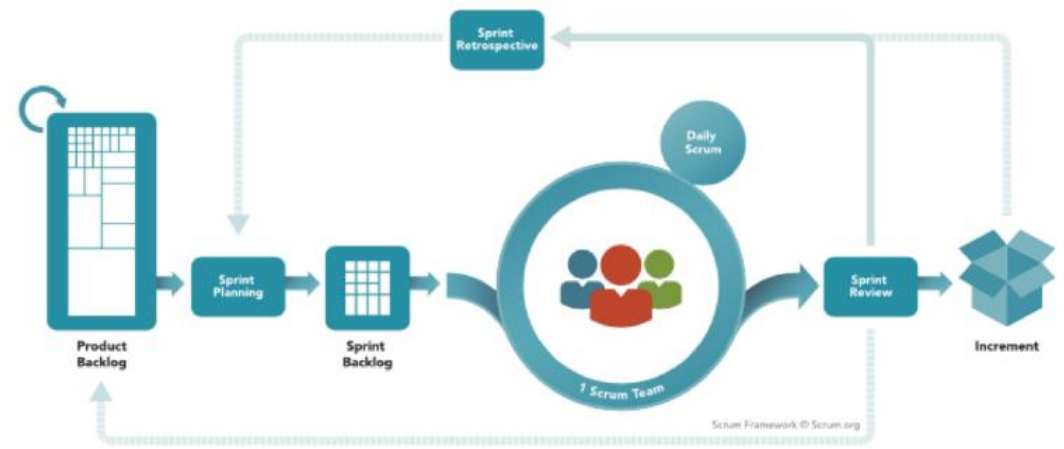 Sprint
Retrospective
Daily
Scrum
Sprint
Planning
Sprint
Review
Product
Backlog
Sprint
Backlog
1 Scrum Team
Increment
Scrum Framework © Scrum.org